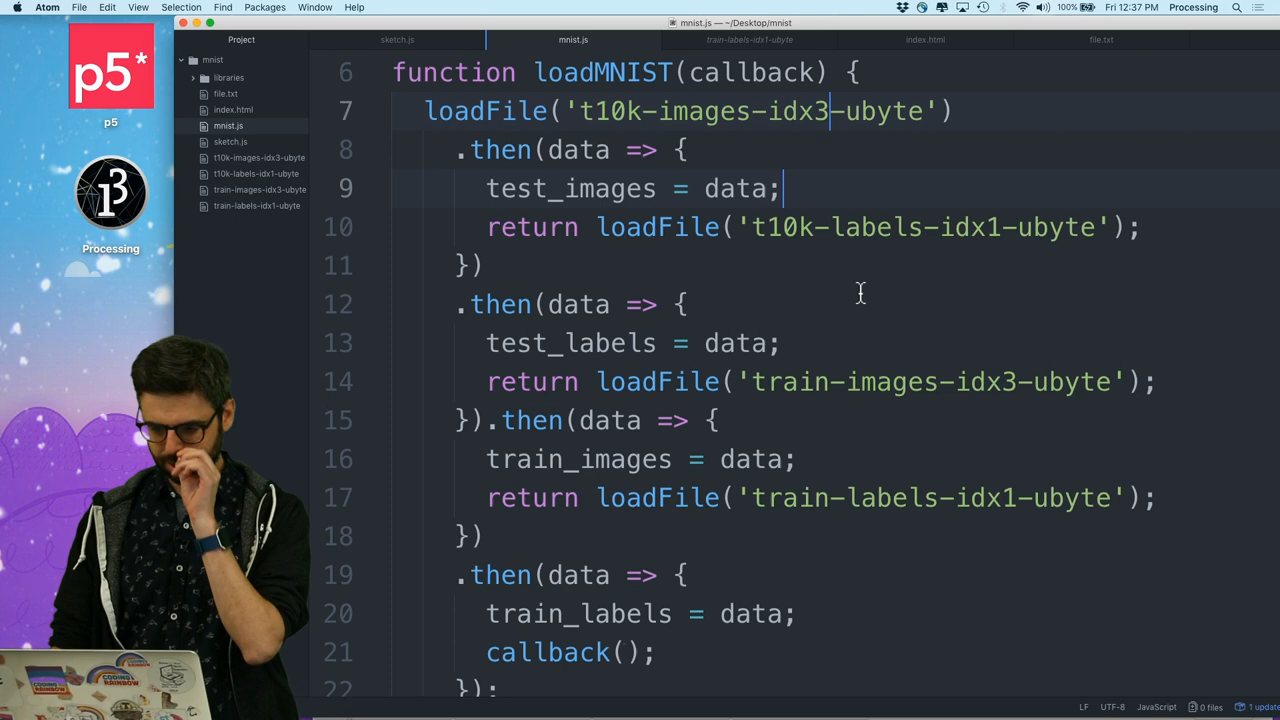 Atom File Edit View Selection Find Packages Window Help
100% Fri 12:37 PM Processing
mnist.js — ~/Desktop/mnist
p5*
p5
Processing
Project
mnist
libraries
file.txt
index.html
mnist.js
sketch.js
t10k-images-idx3-ubyte
t10k-labels-idx1-ubyte
train-images-idx3-ubyte
train-labels-idx1-ubyte
sketch.js mnist.js train-labels-idx1-ubyte index.html file.txt
6 function loadMNIST(callback) {
7 loadFile('t10k-images-idx3-ubyte')
8 .then(data => {
9 test_images = data;
10 return loadFile('t10k-labels-idx1-ubyte');
11 })
12 .then(data => {
13 test_labels = data;
14 return loadFile('train-images-idx3-ubyte');
15 }).then(data => {
16 train_images = data;
17 return loadFile('train-labels-idx1-ubyte');
18 })
19 .then(data => {
20 train_labels = data;
21 callback();
22 });
LF UTF-8 JavaScript 0 files 1 update
CODING RAINBOW